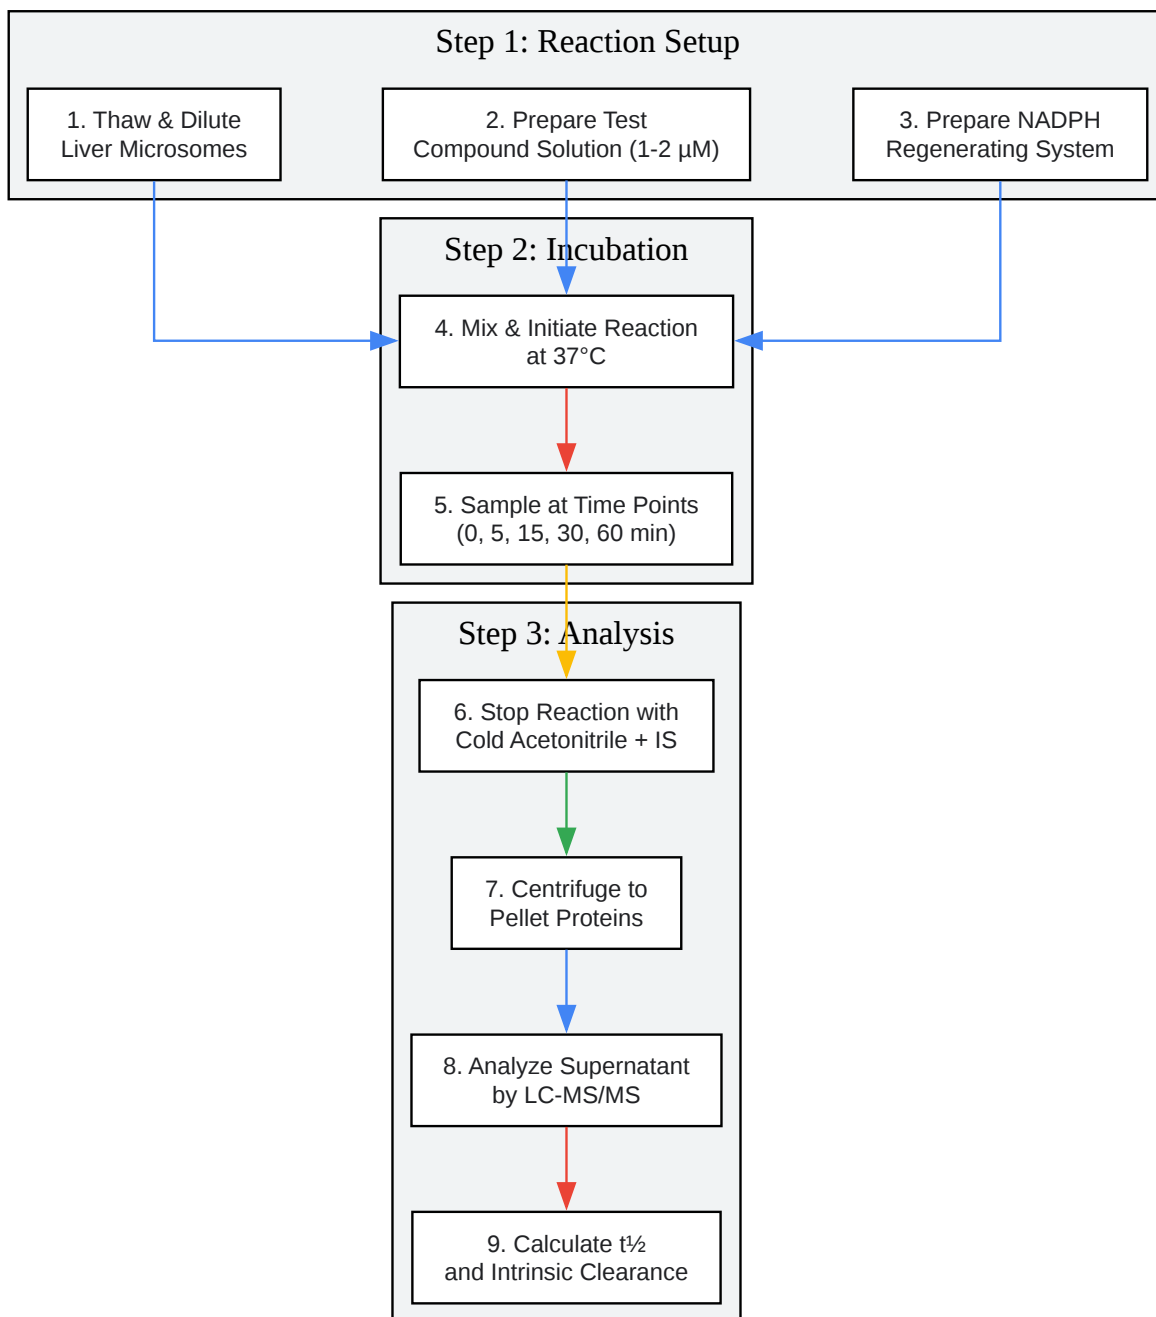 Step 1: Reaction Setup
1. Thaw & Dilute
Liver Microsomes
2. Prepare Test
Compound Solution (1-2 µM)
3. Prepare NADPH
Regenerating System
Step 2: Incubation
4. Mix & Initiate Reaction
at 37°C
5. Sample at Time Points
(0, 5, 15, 30, 60 min)
Step 3: Analysis
6. Stop Reaction with
Cold Acetonitrile + IS
7. Centrifuge to
Pellet Proteins
8. Analyze Supernatant
by LC-MS/MS
9. Calculate t½
and Intrinsic Clearance